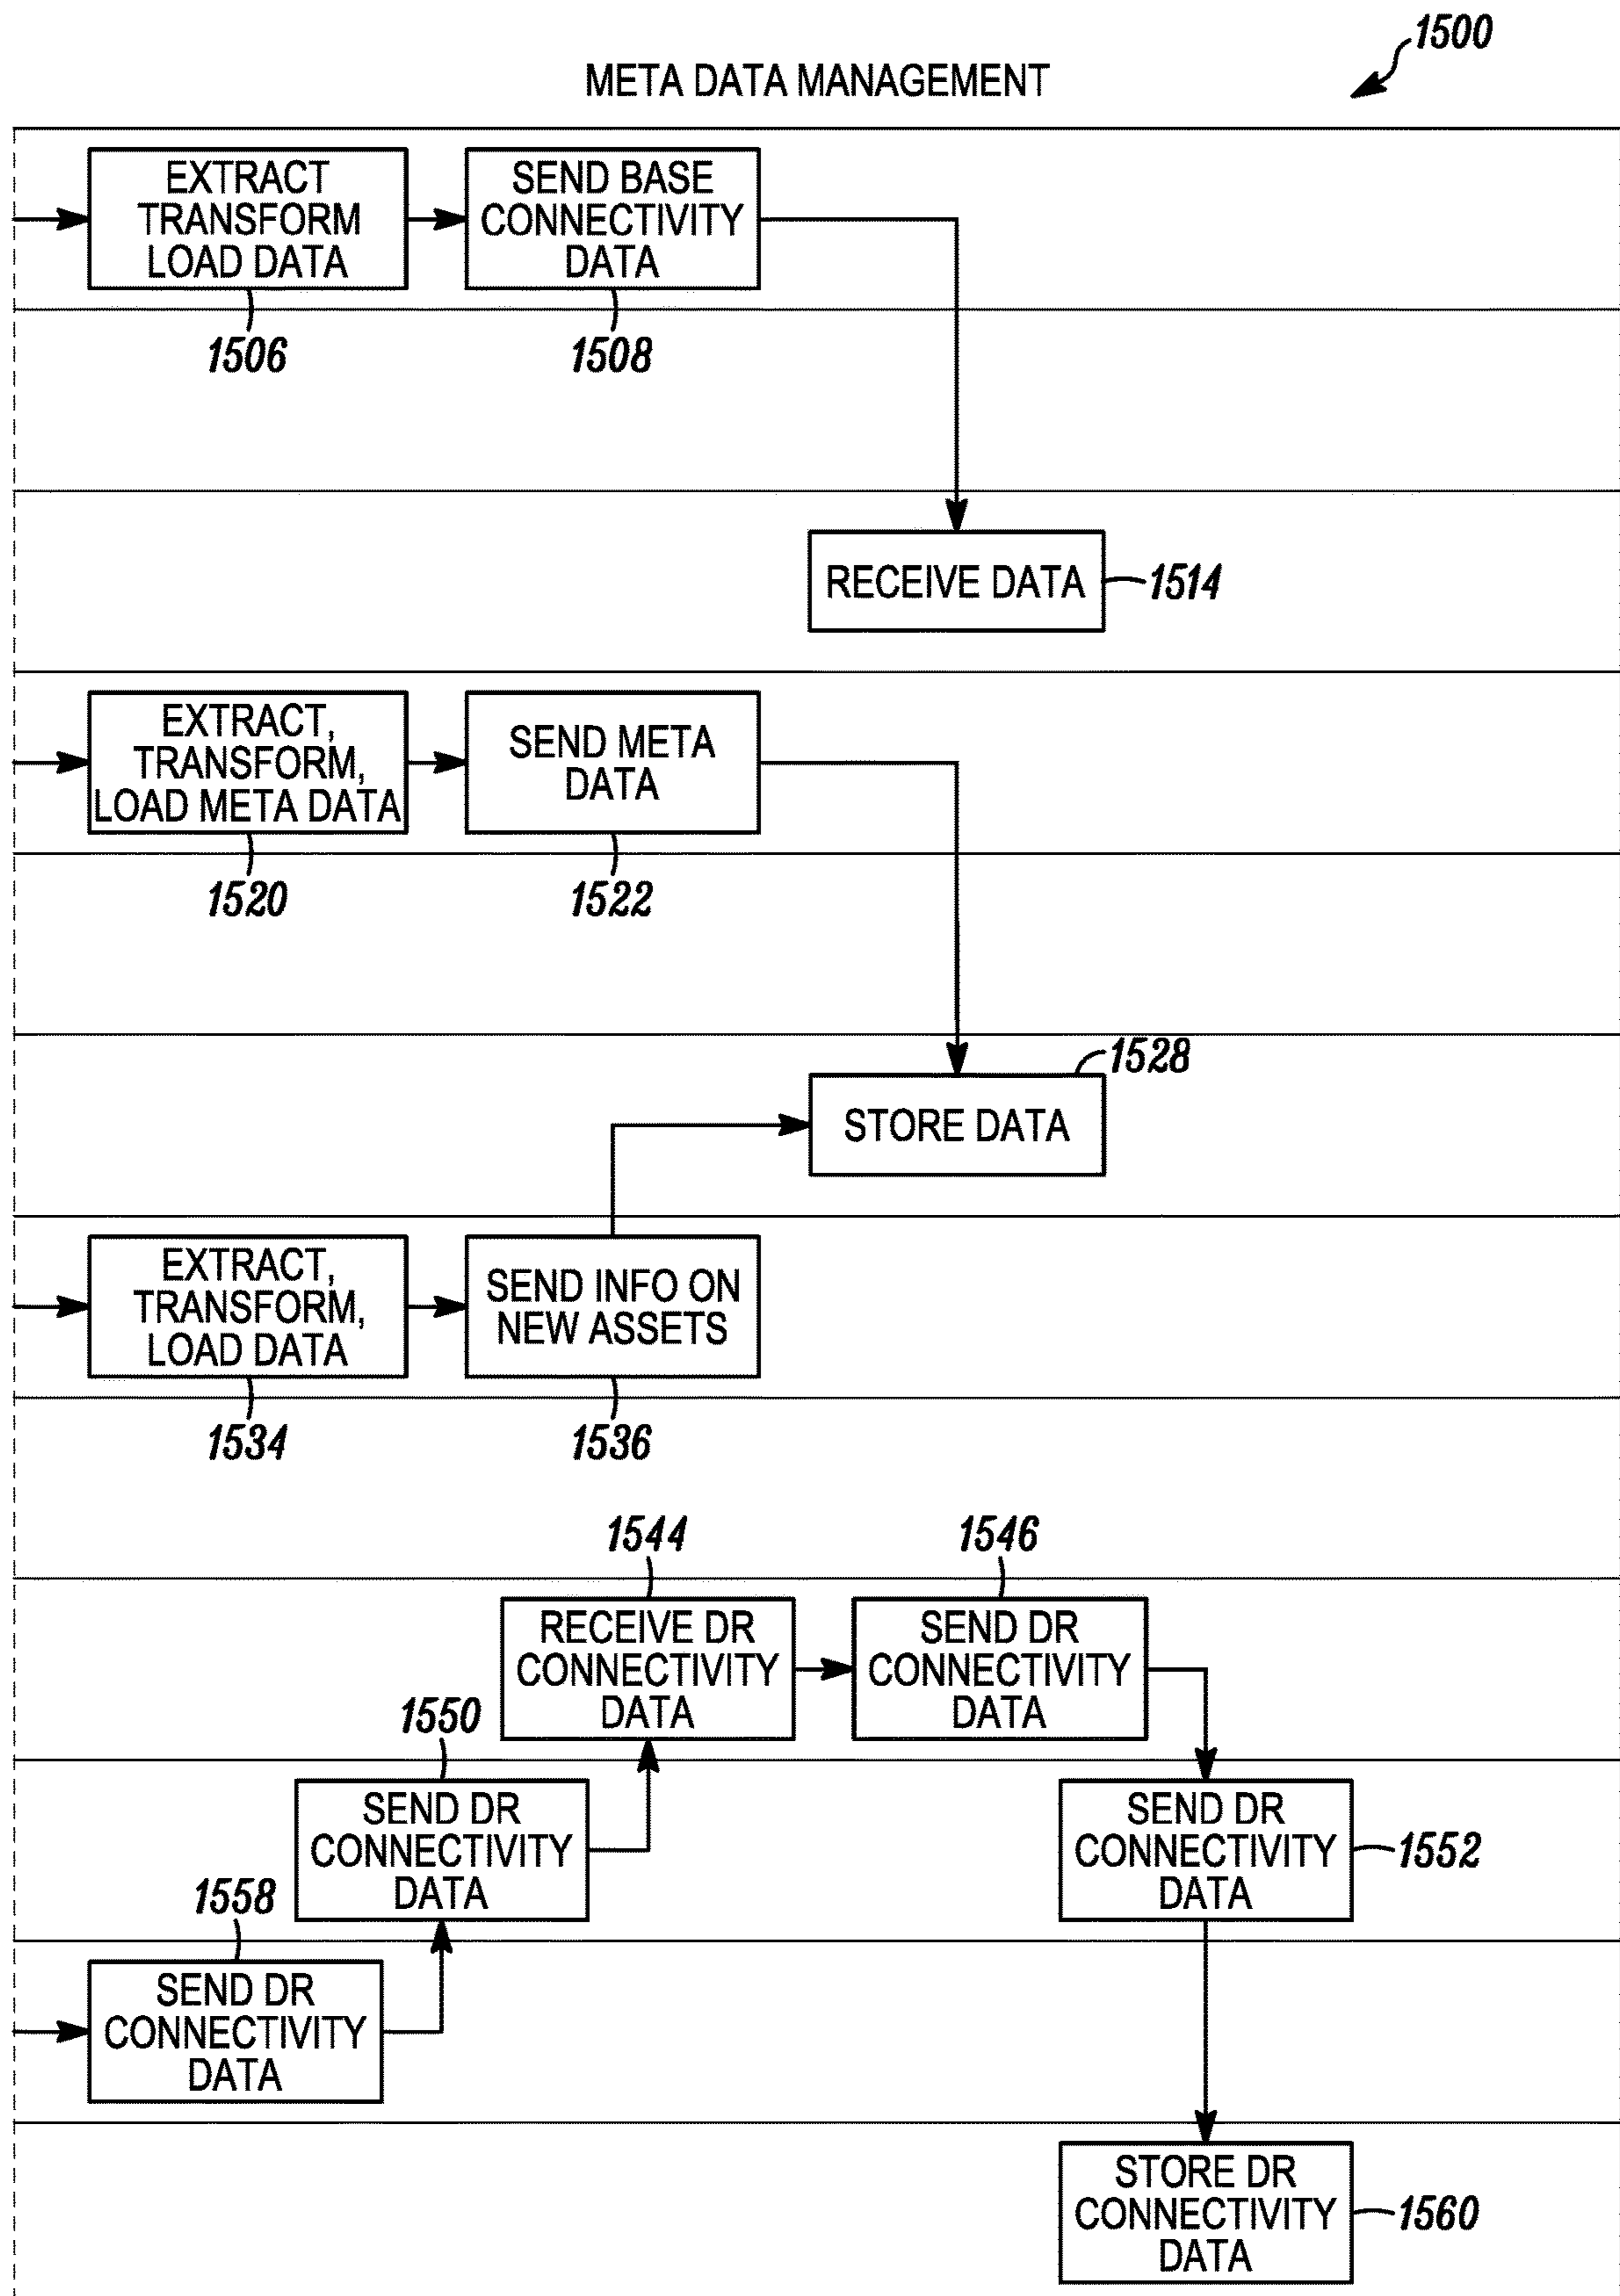 1500
META DATA MANAGEMENT
EXTRACT
TRANSFORM
LOAD DATA
SEND BASE
CONNECTIVITY
DATA
1506
1508
RECEIVE DATA
1514
EXTRACT,
TRANSFORM,
LOAD META DATA
SEND META
DATA
1520
1522
1528
STORE DATA
EXTRACT,
TRANSFORM,
LOAD DATA
SEND INFO ON
NEW ASSETS
1534
1536
1544
1546
RECEIVE DR
CONNECTIVITY
DATA
SEND DR
CONNECTIVITY
DATA
1550
SEND DR
CONNECTIVITY
DATA
SEND DR
CONNECTIVITY
DATA
1552
1558
SEND DR
CONNECTIVITY
DATA
STORE DR
CONNECTIVITY
DATA
1560